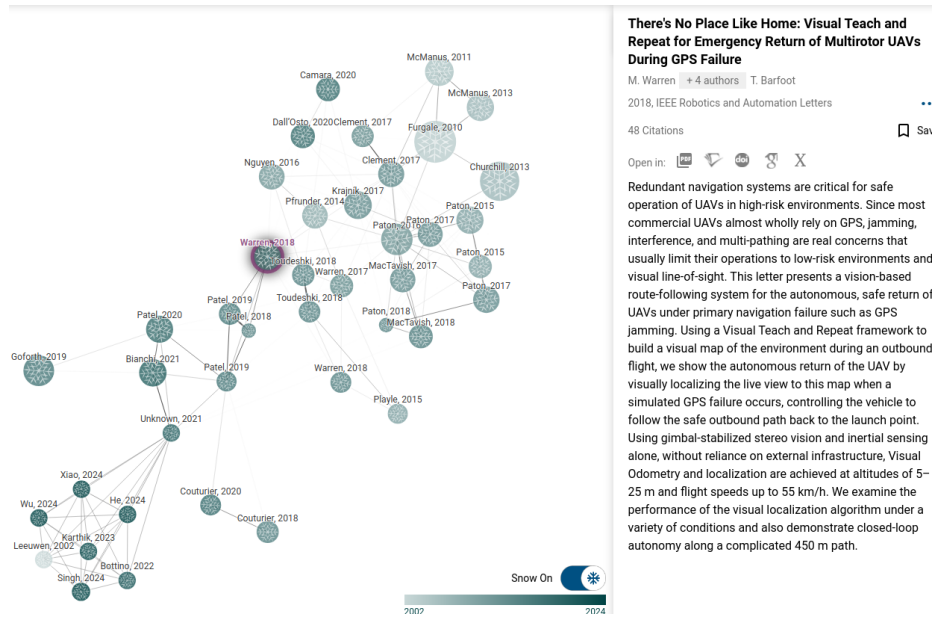 McManus, 2011
Camara, 2020
McManus, 2013
Dall'Osto, 2020
Clement, 2017
Furgale, 2010
Nguyen, 2016
Clement, 2017
Churchill, 2013
Krajník, 2017
Pfrunder, 2014
Paton, 2015
Paton, 2016
Paton, 2017
Warren, 2018
Toudeshki, 2018
Warren, 2017
MacTavish, 2017
Paton, 2015
Paton, 2017
Patel, 2019
Toudeshki, 2018
Patel, 2020
Patel, 2018
Paton, 2018
MacTavish, 2018
Goforth, 2019
Bianchi, 2021
Patel, 2019
Warren, 2018
Playle, 2015
Unknown, 2021
Xiao, 2024
Wu, 2024
He, 2024
Couturier, 2020
Couturier, 2018
Karthik, 2023
Leeuwen, 2002
Bottino, 2022
Singh, 2024
Snow On
2002
2024
There's No Place Like Home: Visual Teach and
Repeat for Emergency Return of Multirotor UAVs
During GPS Failure
M. Warren + 4 authors T. Barfoot
2018, IEEE Robotics and Automation Letters
48 Citations
Sav
Open in: PDF doi
Redundant navigation systems are critical for safe
operation of UAVs in high-risk environments. Since most
commercial UAVs almost wholly rely on GPS, jamming,
interference, and multi-pathing are real concerns that
usually limit their operations to low-risk environments and
visual line-of-sight. This letter presents a vision-based
route-following system for the autonomous, safe return of
UAVs under primary navigation failure such as GPS
jamming. Using a Visual Teach and Repeat framework to
build a visual map of the environment during an outbound
flight, we show the autonomous return of the UAV by
visually localizing the live view to this map when a
simulated GPS failure occurs, controlling the vehicle to
follow the safe outbound path back to the launch point.
Using gimbal-stabilized stereo vision and inertial sensing
alone, without reliance on external infrastructure, Visual
Odometry and localization are achieved at altitudes of 5–
25 m and flight speeds up to 55 km/h. We examine the
performance of the visual localization algorithm under a
variety of conditions and also demonstrate closed-loop
autonomy along a complicated 450 m path.